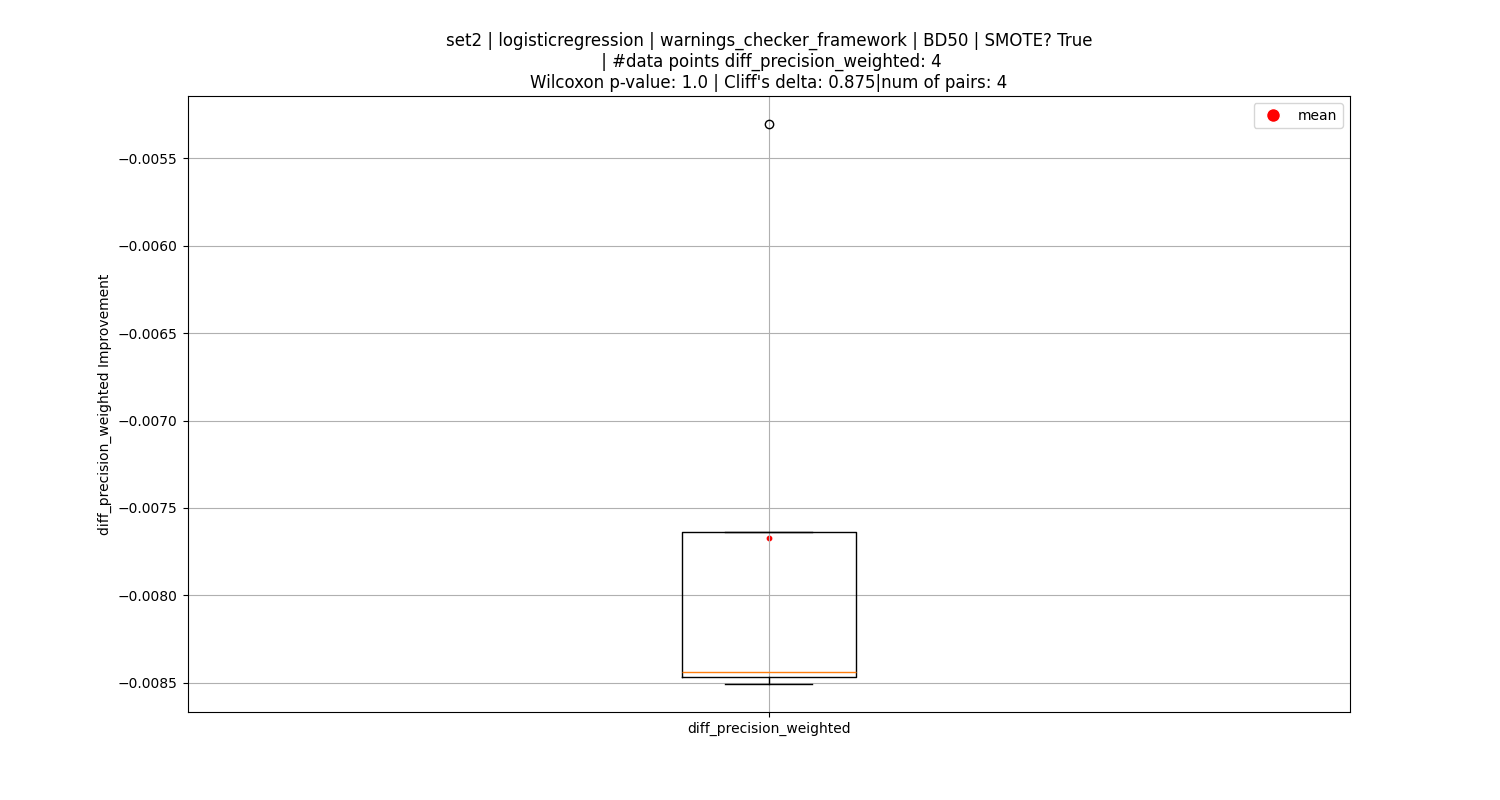 set2 | logisticregression | warnings_checker_framework | BD50 | SMOTE? True
| #data points diff_precision_weighted: 4
Wilcoxon p-value: 1.0 | Cliff's delta: 0.875|num of pairs: 4
mean
−0.0055
−0.0060
−0.0065
−0.0070
−0.0075
−0.0080
−0.0085
diff_precision_weighted Improvement
diff_precision_weighted